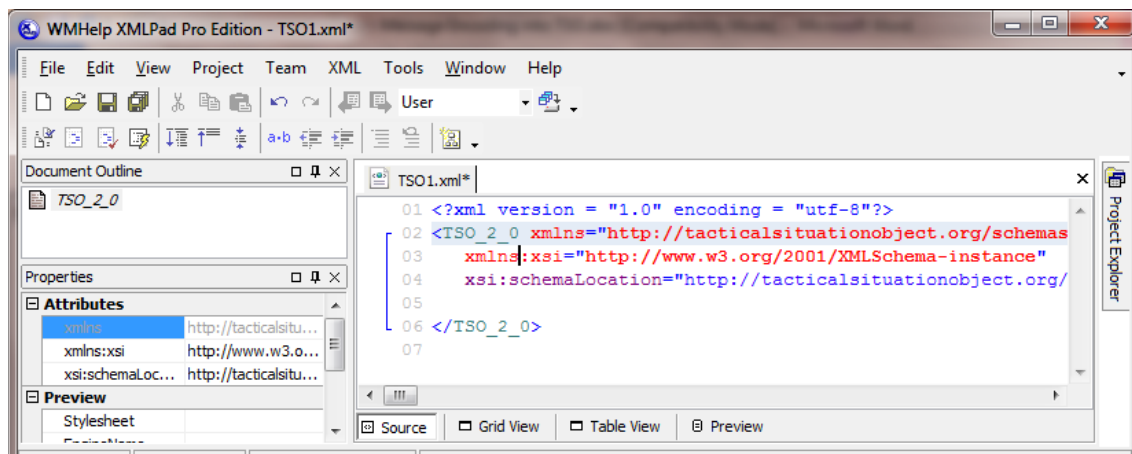 WMHelp XMLPad Pro Edition - TSO1.xml*
File Edit View Project Team XML Tools Window Help
User
a·b
Document Outline
TSO_2_0
Properties
Attributes
xmlns http://tacticalsitu...
xmlns:xsi http://www.w3.o...
xsi:schemaLoc... http://tacticalsitu...
Preview
Stylesheet
TSO1.xml*
01 <?xml version = "1.0" encoding = "utf-8"?>
02 <TSO_2_0 xmlns="http://tacticalsituationobject.org/schemas
03 xmlns:xsi="http://www.w3.org/2001/XMLSchema-instance"
04 xsi:schemaLocation="http://tacticalsituationobject.org/
05
06 </TSO_2_0>
07
Source Grid View Table View Preview
Project Explorer